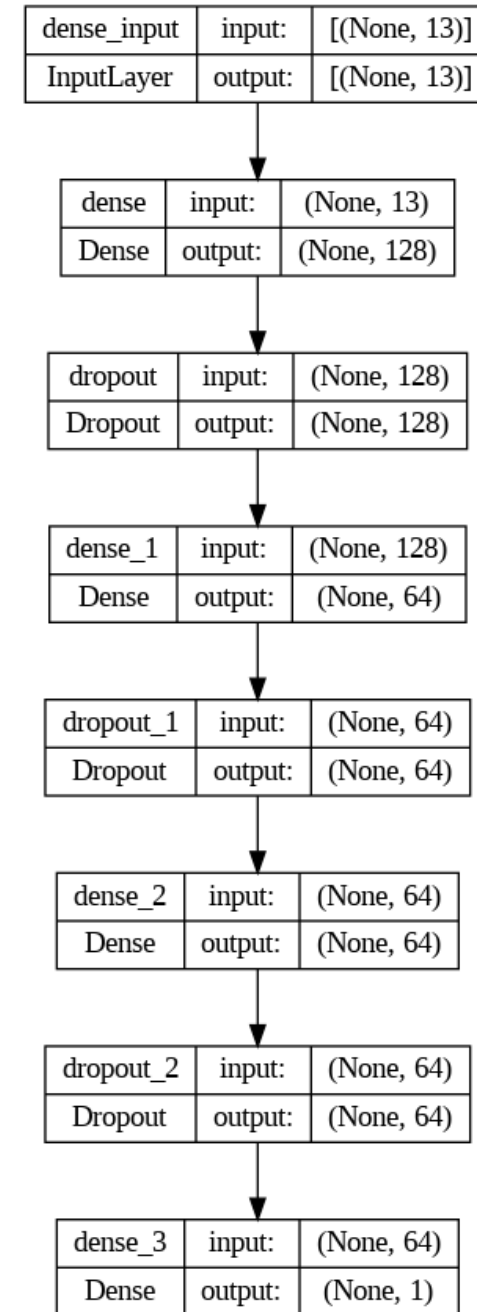 dense_input input: [(None, 13)]
InputLayer output: [(None, 13)]
dense input: (None, 13)
Dense output: (None, 128)
dropout input: (None, 128)
Dropout output: (None, 128)
dense_1 input: (None, 128)
Dense output: (None, 64)
dropout_1 input: (None, 64)
Dropout output: (None, 64)
dense_2 input: (None, 64)
Dense output: (None, 64)
dropout_2 input: (None, 64)
Dropout output: (None, 64)
dense_3 input: (None, 64)
Dense output: (None, 1)